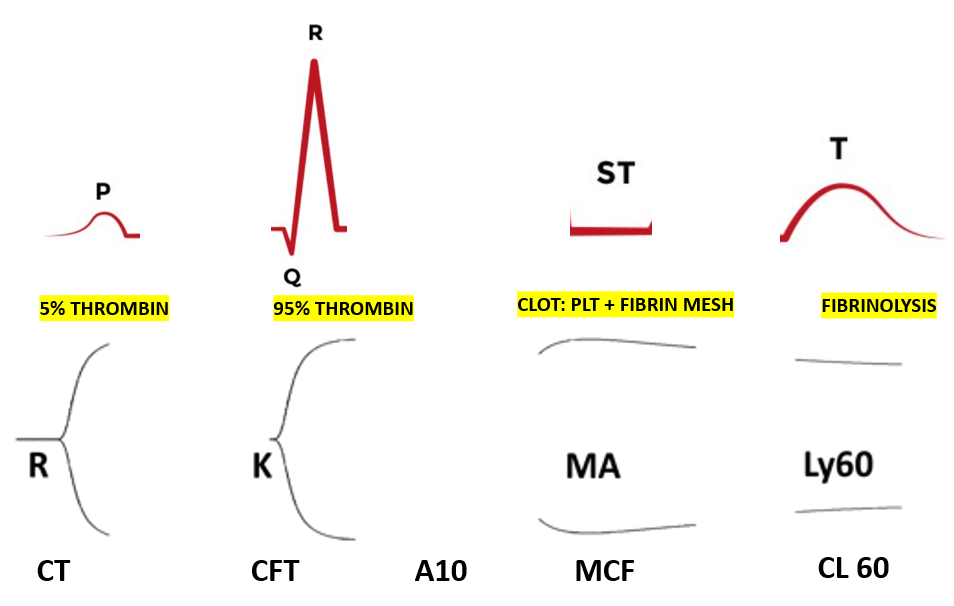 R
P
ST
T
Q
5% THROMBIN
95% THROMBIN
CLOT: PLT + FIBRIN MESH
FIBRINOLYSIS
R
K
MA
Ly60
CT
CFT
A10
MCF
CL 60